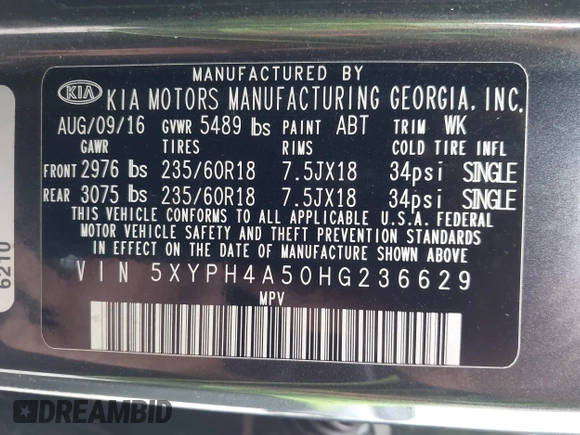 MANUFACTURED BY
KIA KIA MOTORS MANUFACTURING GEORGIA, INC.
AUG/09/16 GVWR 5489 lbs PAINT ABT TRIM WK
GAWR TIRES RIMS COLD TIRE INFL
FRONT 2976 lbs 235/60R18 7.5JX18 34psi SINGLE
REAR 3075 lbs 235/60R18 7.5JX18 34psi SINGLE
THIS VEHICLE CONFORMS TO ALL APPLICABLE U.S.A. FEDERAL
MOTOR VEHICLE SAFETY AND THEFT PREVENTION STANDARDS
IN EFFECT ON THE DATE OF MANUFACTURE SHOWN ABOVE
VIN 5XYPH4A50HG236629
MPV
6210
DREAMBID